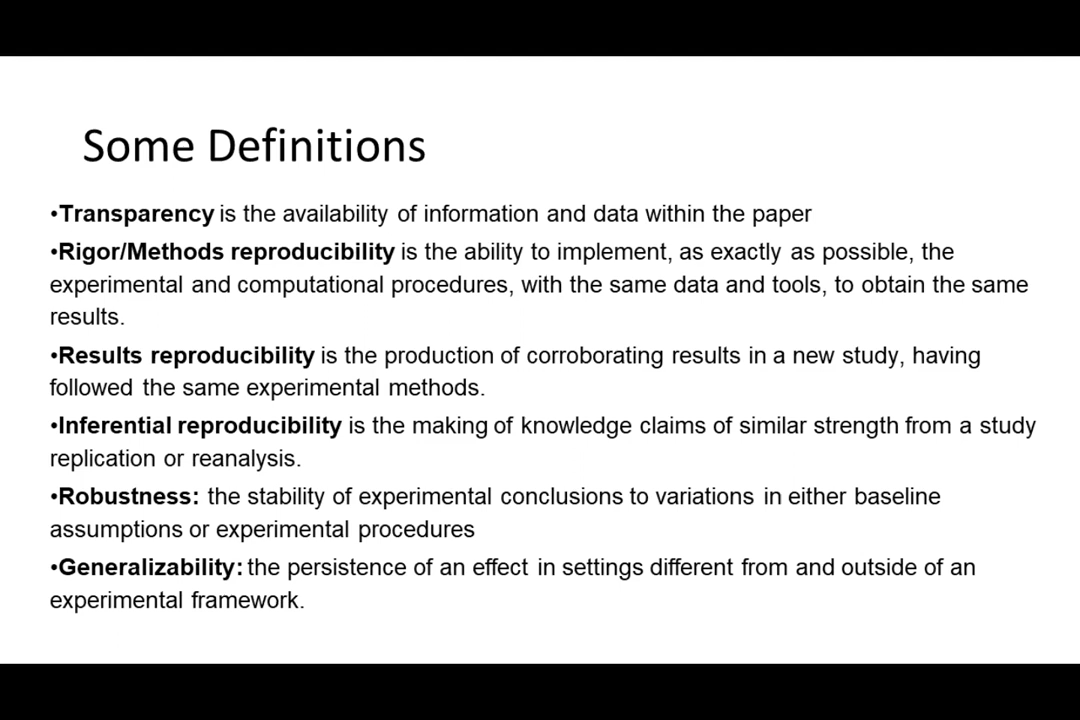 Some Definitions
•Transparency is the availability of information and data within the paper
•Rigor/Methods reproducibility is the ability to implement, as exactly as possible, the
experimental and computational procedures, with the same data and tools, to obtain the same
results.
•Results reproducibility is the production of corroborating results in a new study, having
followed the same experimental methods.
•Inferential reproducibility is the making of knowledge claims of similar strength from a study
replication or reanalysis.
•Robustness: the stability of experimental conclusions to variations in either baseline
assumptions or experimental procedures
•Generalizability: the persistence of an effect in settings different from and outside of an
experimental framework.